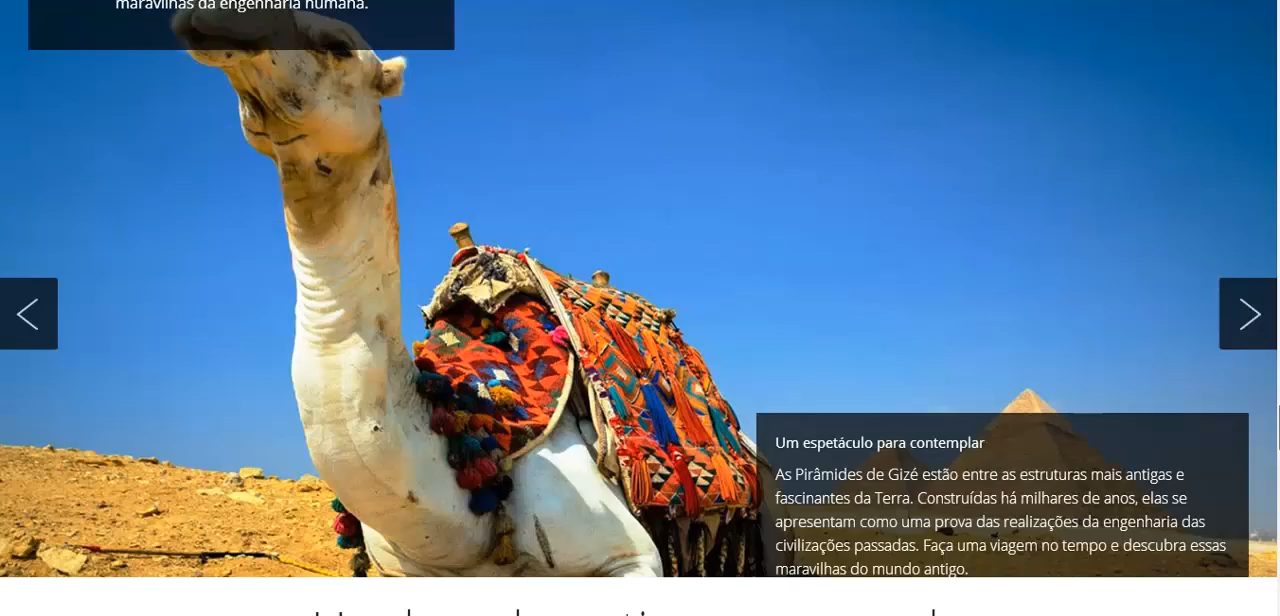 maravilhas da engenharia humana.
Um espetáculo para contemplar
As Pirâmides de Gizé estão entre as estruturas mais antigas e
fascinantes da Terra. Construídas há milhares de anos, elas se
apresentam como uma prova das realizações da engenharia das
civilizações passadas. Faça uma viagem no tempo e descubra essas
maravilhas do mundo antigo.